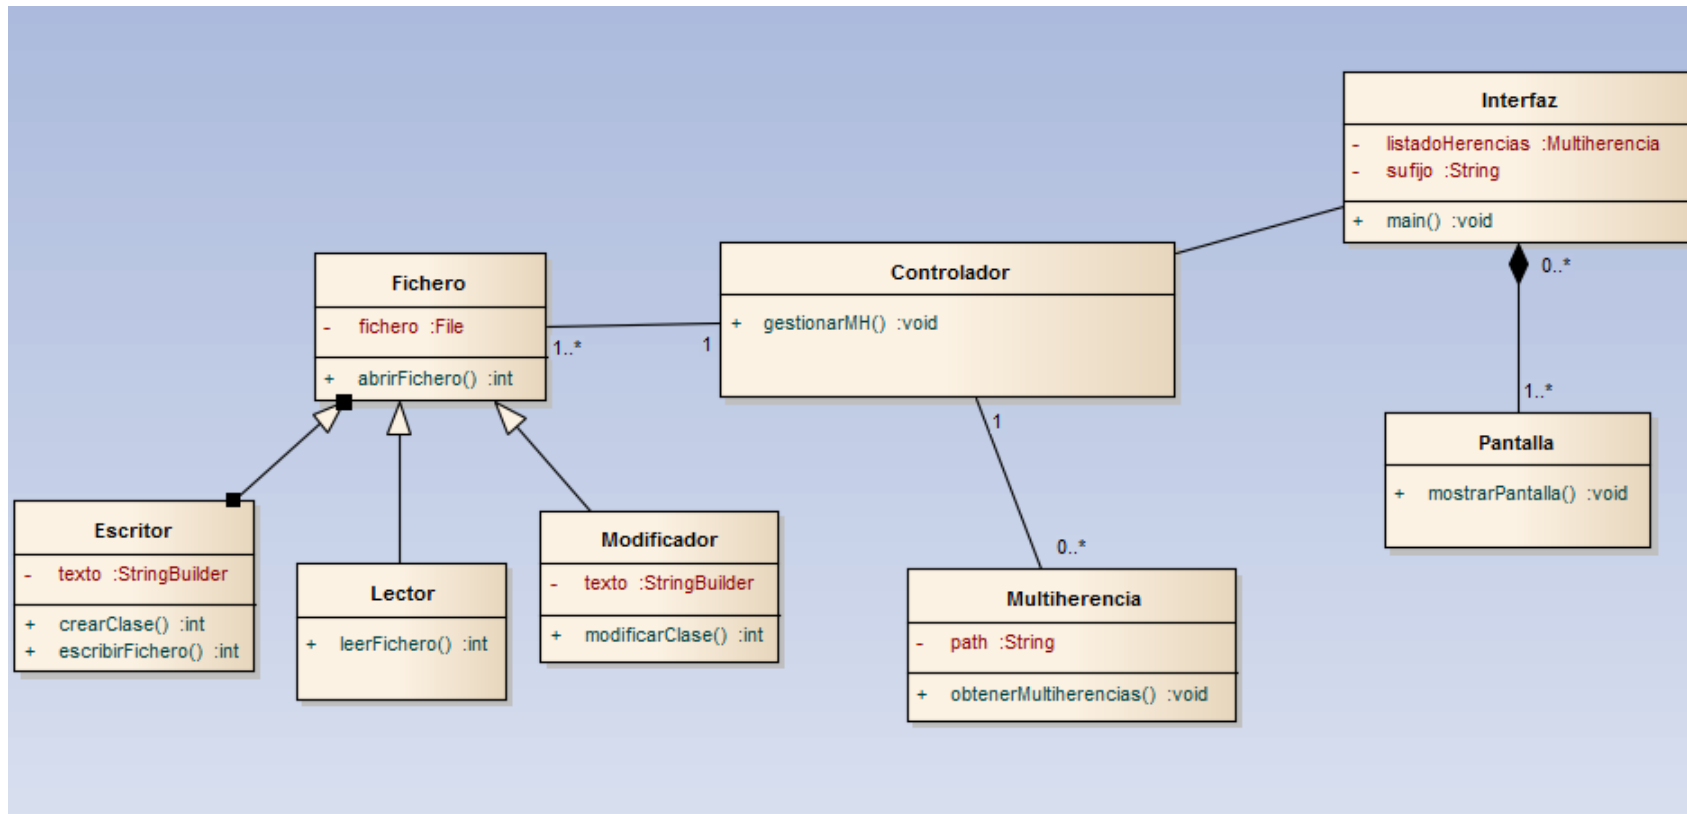 Interfaz
- listadoHerencias :Multiherencia
- sufijo :String
+ main() :void
0..*
1..*
Pantalla
+ mostrarPantalla() :void
Controlador
+ gestionarMH() :void
1
1
0..*
Fichero
- fichero :File
+ abrirFichero() :int
1..*
Escritor
- texto :StringBuilder
+ crearClase() :int
+ escribirFichero() :int
Lector
+ leerFichero() :int
Modificador
- texto :StringBuilder
+ modificarClase() :int
Multiherencia
- path :String
+ obtenerMultiherencias() :void